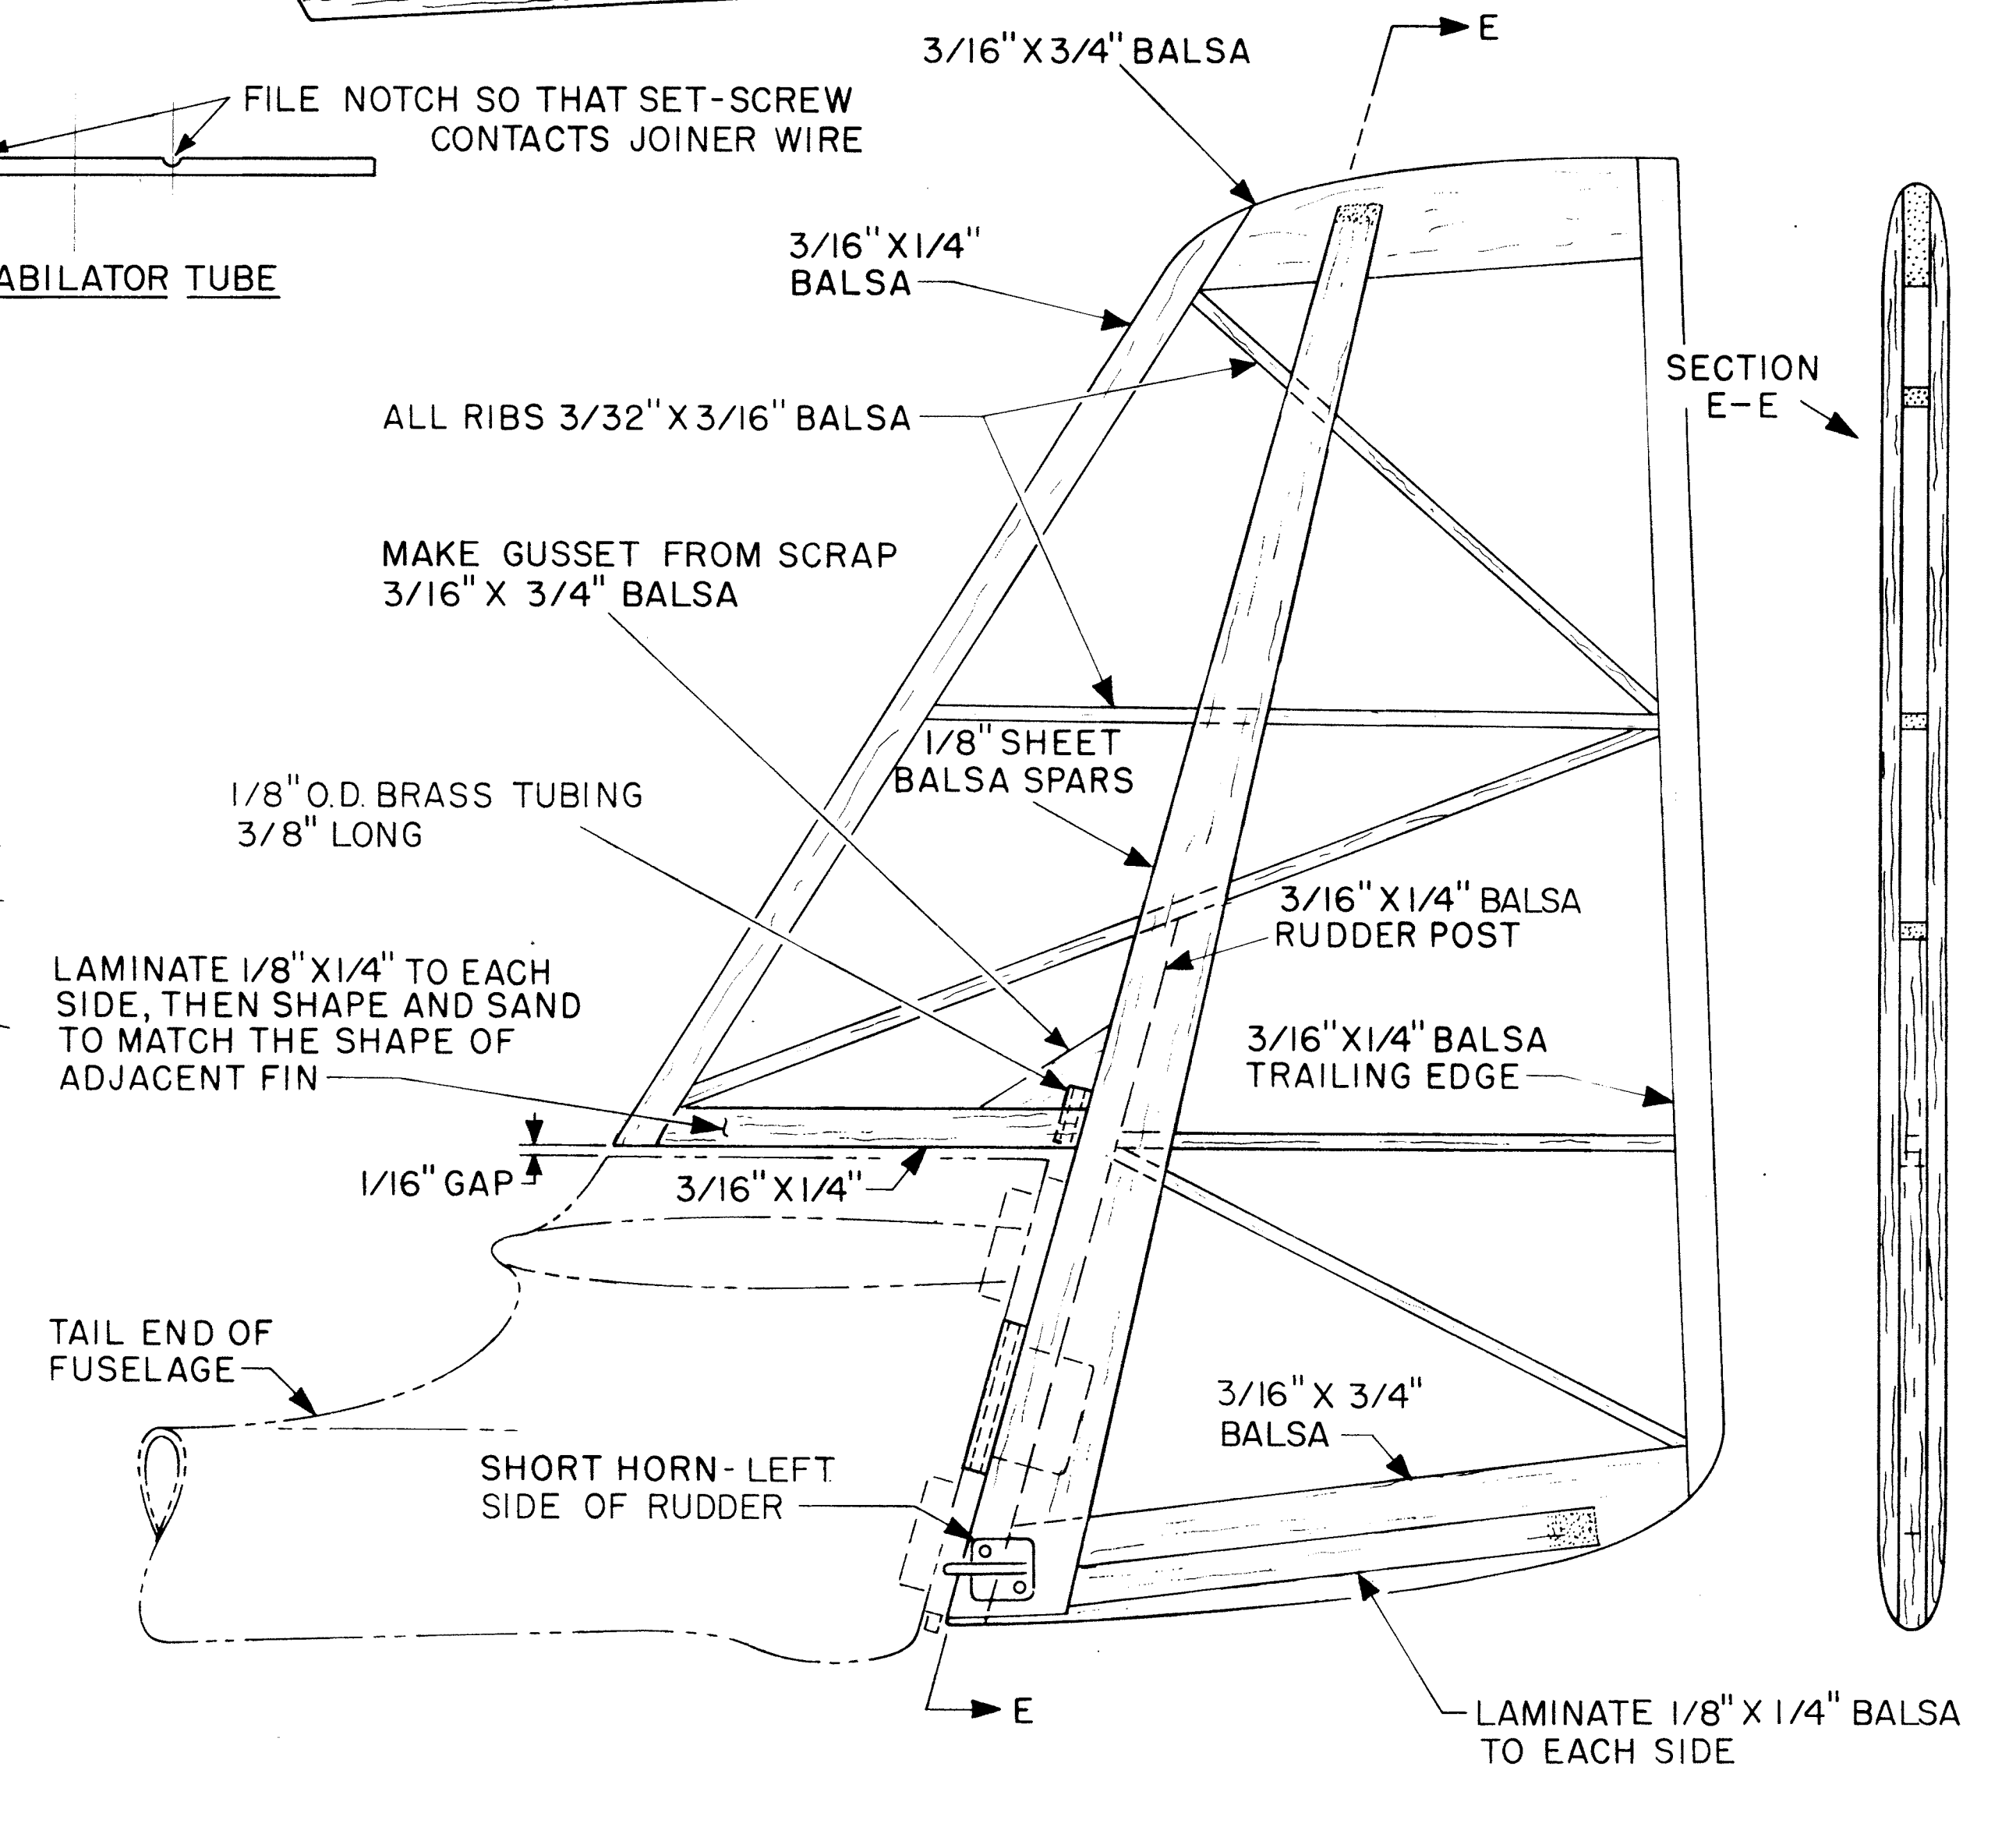 3/16" X 3/4" BALSA
E
FILE NOTCH SO THAT SET-SCREW
CONTACTS JOINER WIRE
ABILATOR TUBE
3/16" X 1/4"
BALSA
SECTION
E-E
ALL RIBS 3/32" X 3/16" BALSA
MAKE GUSSET FROM SCRAP
3/16" X 3/4" BALSA
1/8" SHEET
BALSA SPARS
1/8" O.D. BRASS TUBING
3/8" LONG
3/16" X 1/4" BALSA
RUDDER POST
LAMINATE 1/8" X 1/4" TO EACH
SIDE, THEN SHAPE AND SAND
TO MATCH THE SHAPE OF
ADJACENT FIN
3/16" X 1/4" BALSA
TRAILING EDGE
1/16" GAP
3/16" X 1/4"
TAIL END OF
FUSELAGE
3/16" X 3/4"
BALSA
SHORT HORN - LEFT
SIDE OF RUDDER
E
LAMINATE 1/8" X 1/4" BALSA
TO EACH SIDE